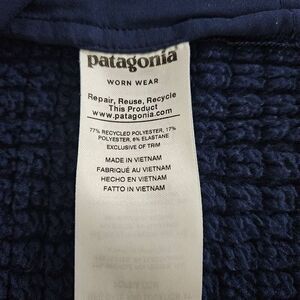 patagonia
WORN WEAR
Repair, Reuse, Recycle
This Product
www.patagonia.com
77% RECYCLED POLYESTER, 17%
POLYESTER, 6% ELASTANE
EXCLUSIVE OF TRIM
MADE IN VIETNAM
FABRIQUÉ AU VIETNAM
HECHO EN VIETNAM
FATTO IN VIETNAM